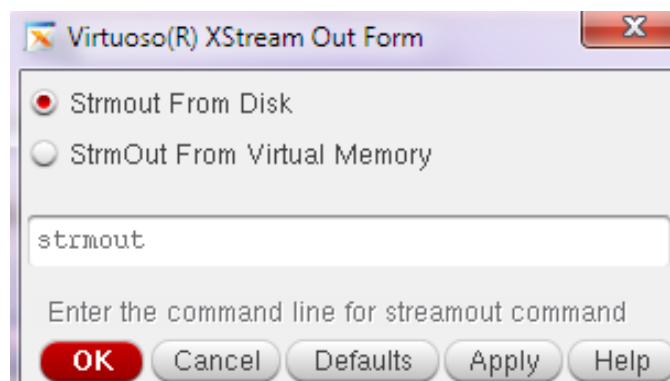 Virtuoso(R) XStream Out Form
Strmout From Disk
StrmOut From Virtual Memory
strmout
Enter the command line for streamout command
OK Cancel Defaults Apply Help